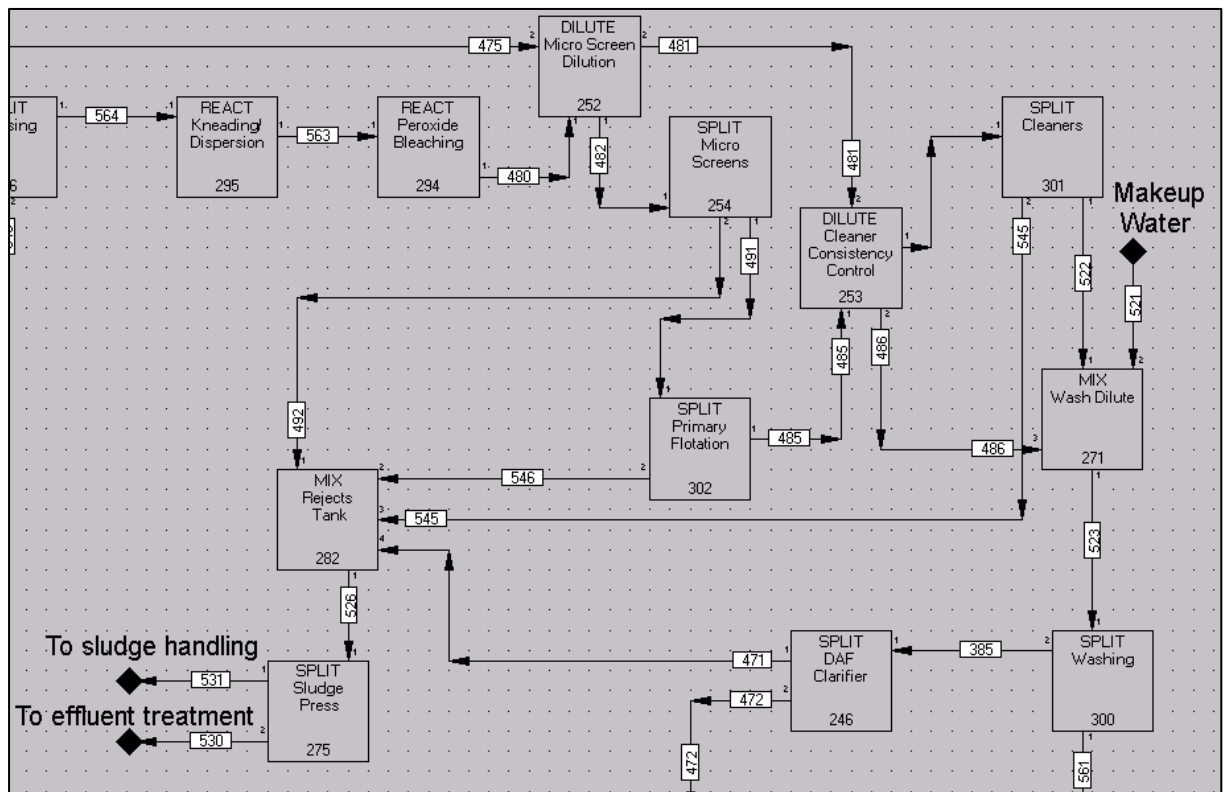 DILUTE
Micro Screen
Dilution
252
475
481
564
REACT
Kneading/
Dispersion
295
563
REACT
Peroxide
Bleaching
294
480
482
SPLIT
Micro
Screens
254
481
SPLIT
Cleaners
301
Makeup
Water
DILUTE
Cleaner
Consistency
Control
253
491
545
522
521
492
485
485
486
486
MIX
Wash Dilute
271
SPLIT
Primary
Flotation
302
546
545
MIX
Rejects
Tank
282
526
523
To sludge handling
531
To effluent treatment
530
SPLIT
Sludge
Press
275
471
472
472
SPLIT
DAF
Clarifier
246
385
SPLIT
Washing
300
561